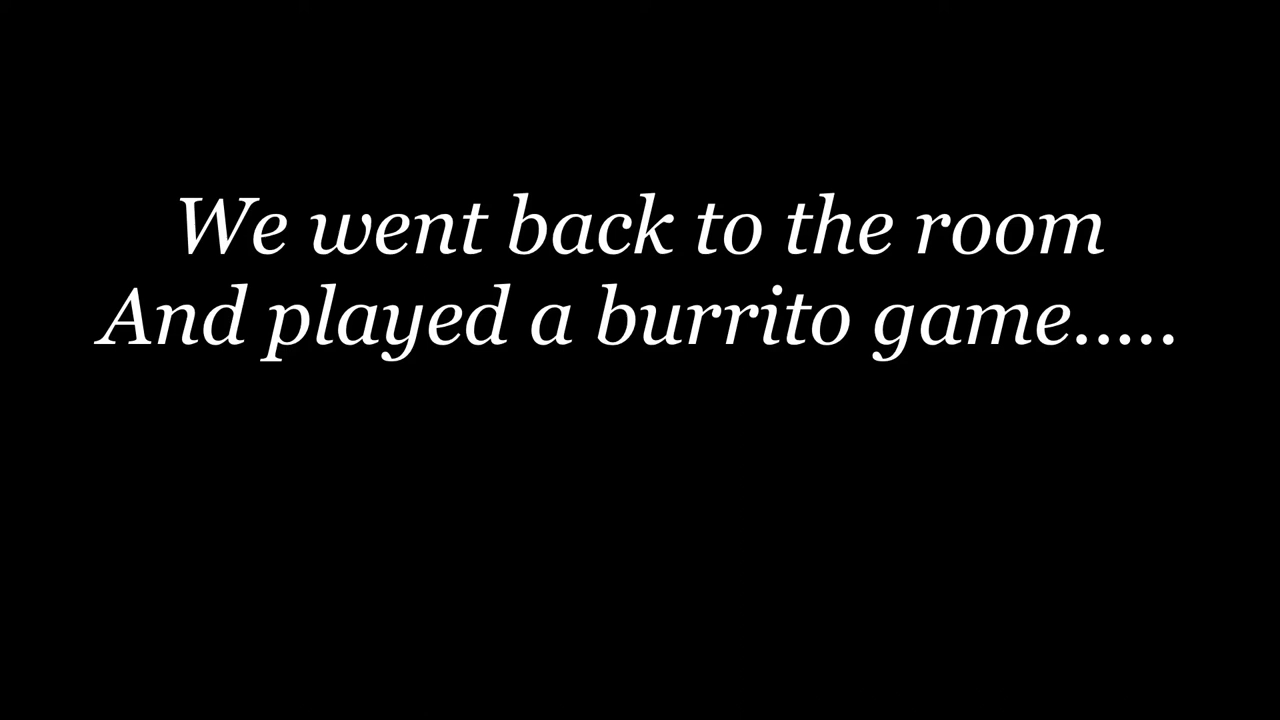 We went back to the room
And played a burrito game.....